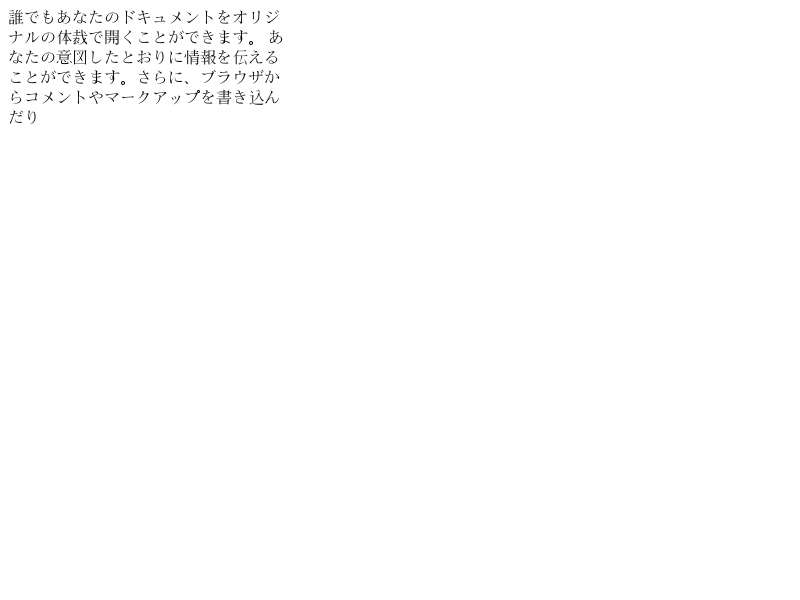 誰でもあなたのドキュメントをオリジ
ナルの体裁で開くことができます。 あ
なたの意図したとおりに情報を伝える
ことができます。さらに、ブラウザか
らコメントやマークアップを書き込ん
だり